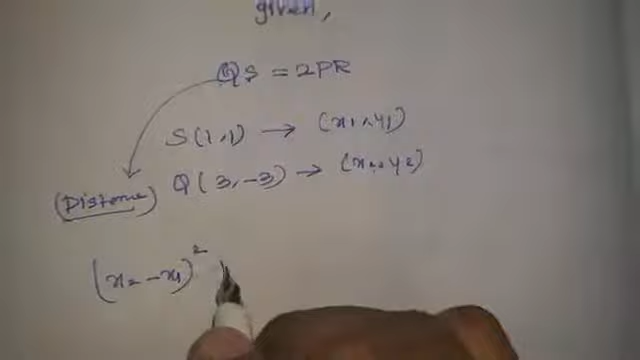 given,
QS = 2PR
S(1,1) → (x1,y1)
(Distance) Q(3,-3) → (x2,y2)
(x2-x1)²